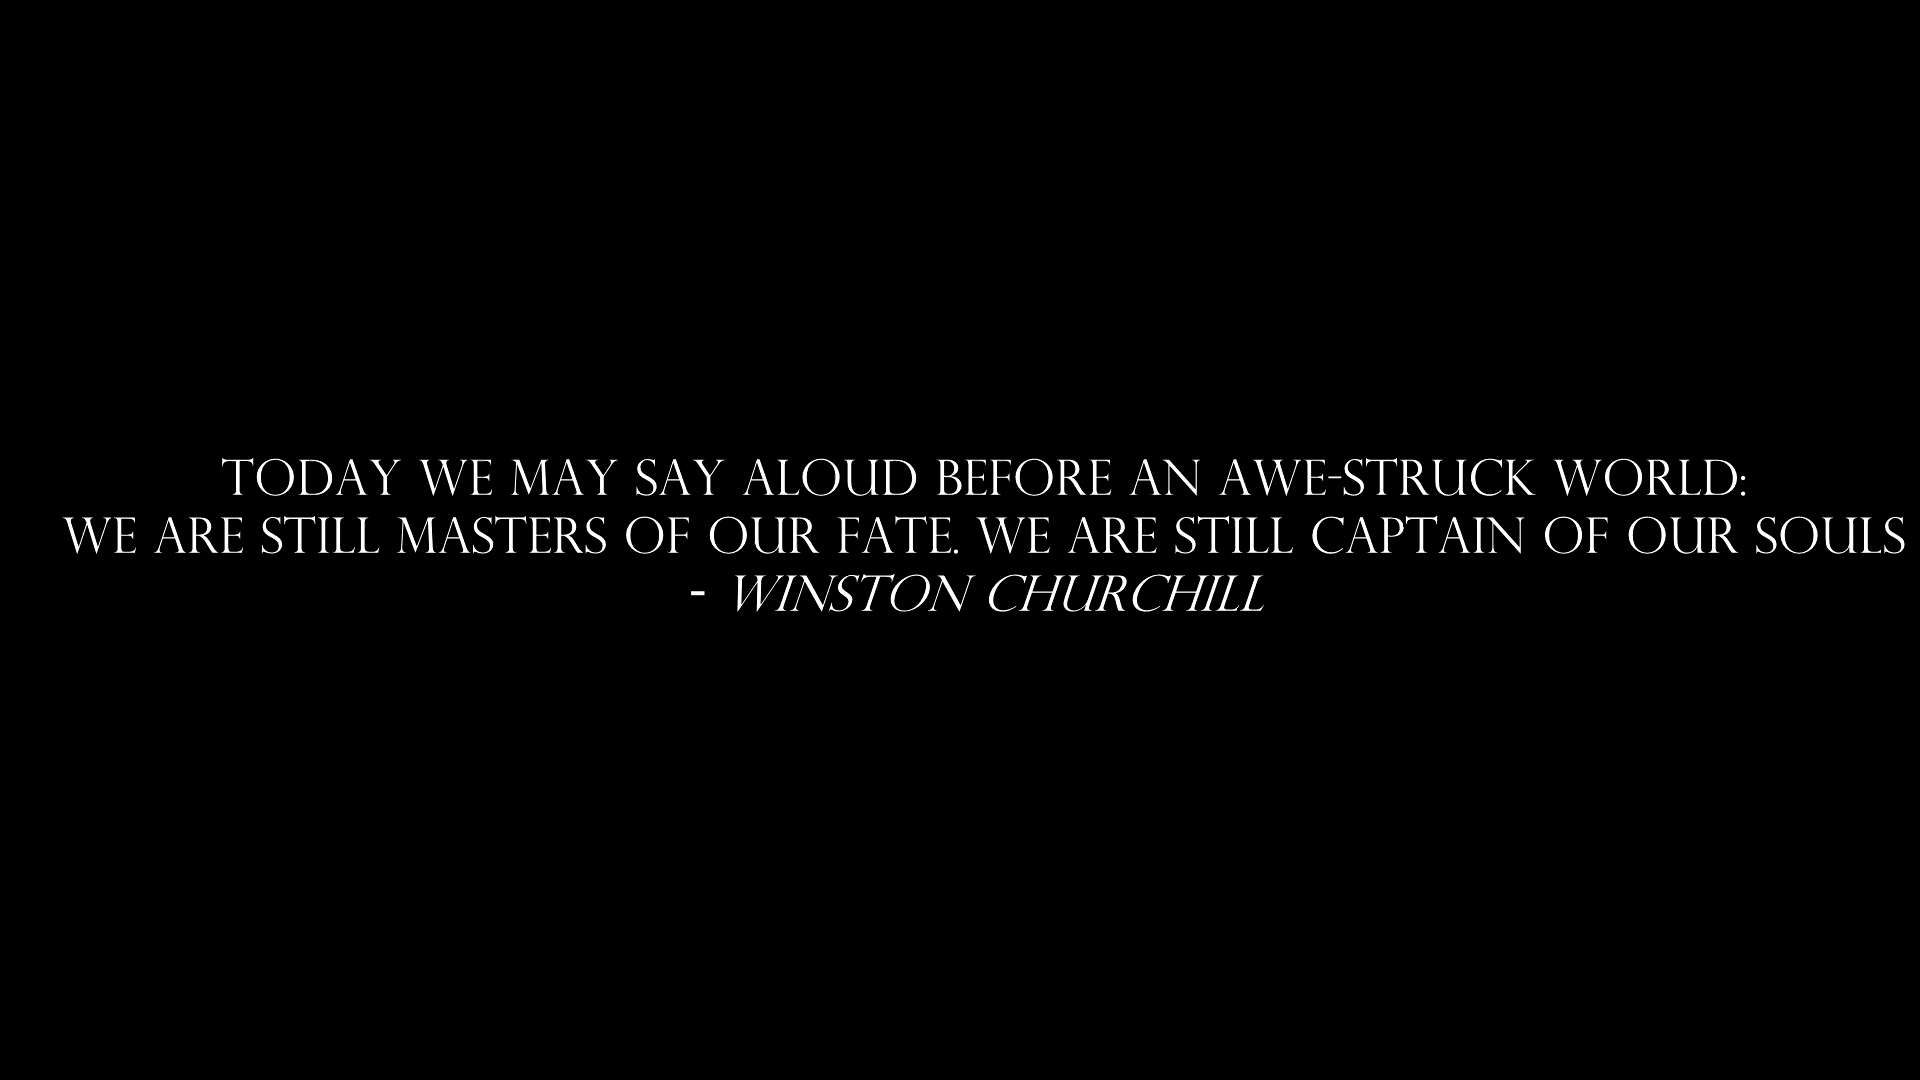 TODAY WE MAY SAY ALOUD BEFORE AN AWE-STRUCK WORLD:
WE ARE STILL MASTERS OF OUR FATE. WE ARE STILL CAPTAIN OF OUR SOULS
- WINSTON CHURCHILL